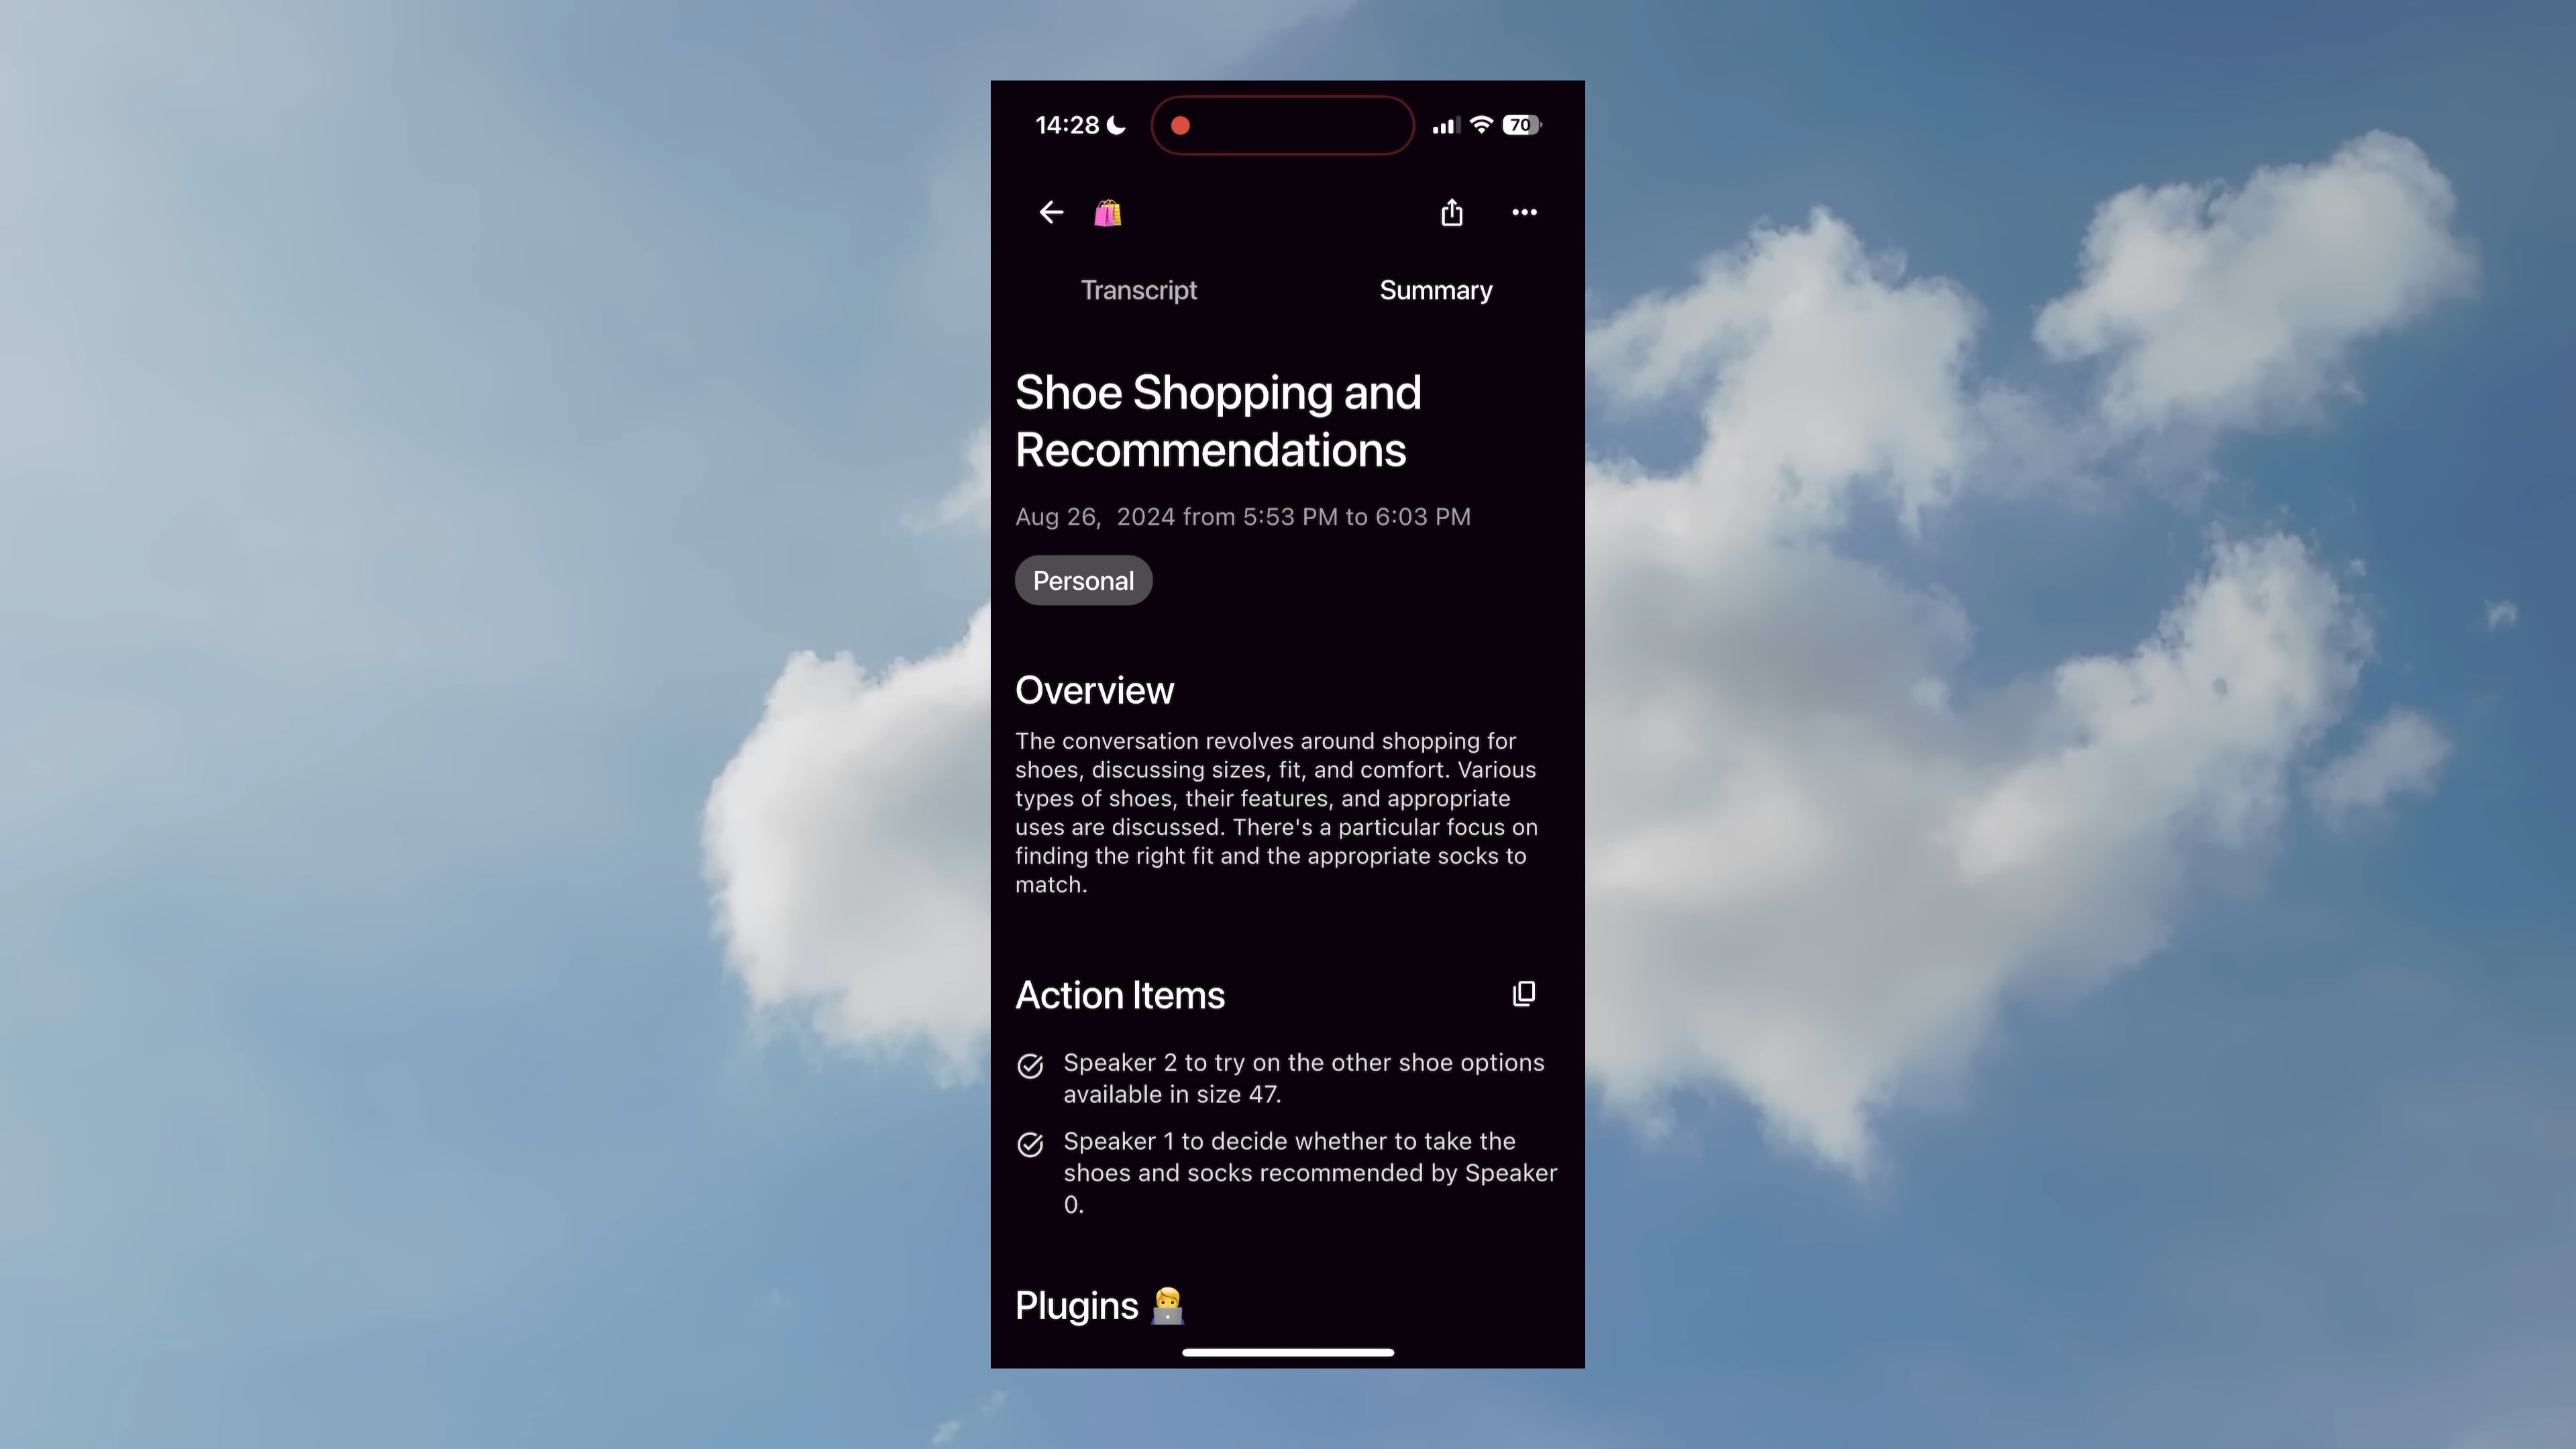 14:28
70
Transcript
Summary
Shoe Shopping and
Recommendations
Aug 26,  2024 from 5:53 PM to 6:03 PM
Personal
Overview
The conversation revolves around shopping for
shoes, discussing sizes, fit, and comfort. Various
types of shoes, their features, and appropriate
uses are discussed. There's a particular focus on
finding the right fit and the appropriate socks to
match.
Action Items
Speaker 2 to try on the other shoe options
available in size 47.
Speaker 1 to decide whether to take the
shoes and socks recommended by Speaker
0.
Plugins